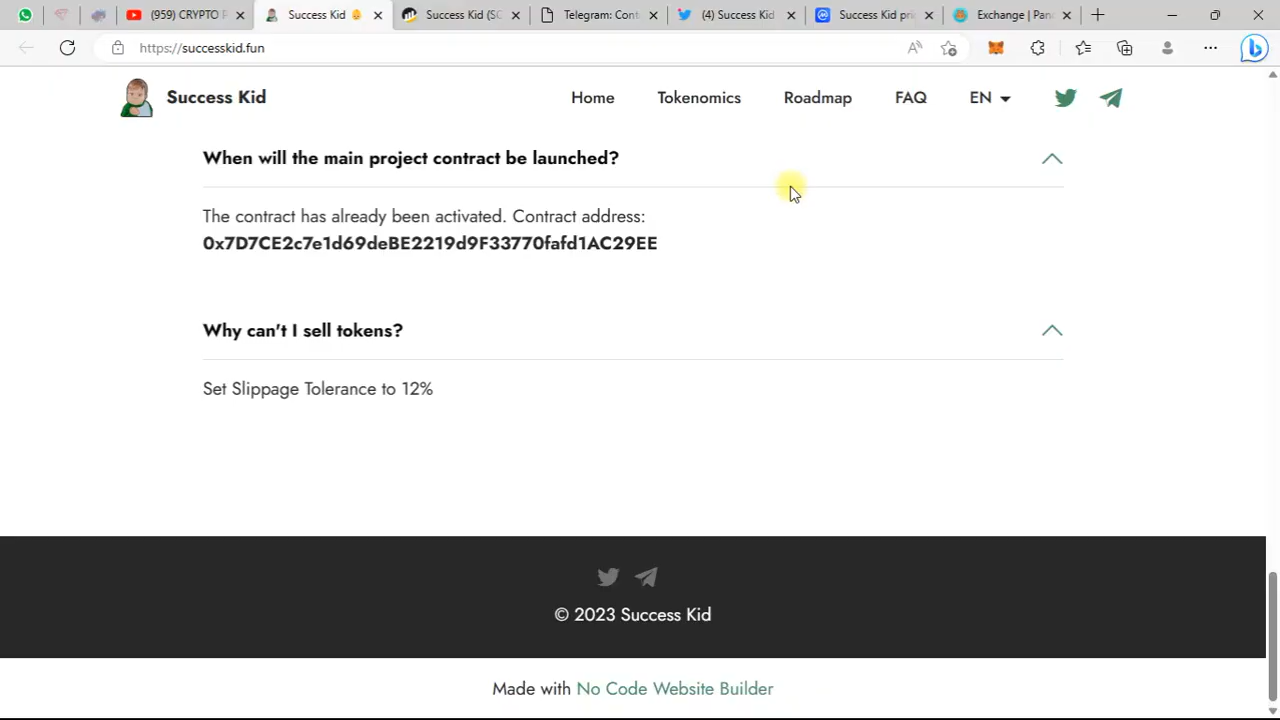 (959) CRYPTO P
Success Kid
Success Kid (SC
Telegram: Cont
(4) Success Kid
Success Kid pri
Exchange | Pan
https://successkid.fun
Success Kid
Home
Tokenomics
Roadmap
FAQ
EN
When will the main project contract be launched?
The contract has already been activated. Contract address:
0x7D7CE2c7e1d69deBE2219d9F33770fafd1AC29EE
Why can't I sell tokens?
Set Slippage Tolerance to 12%
© 2023 Success Kid
Made with No Code Website Builder